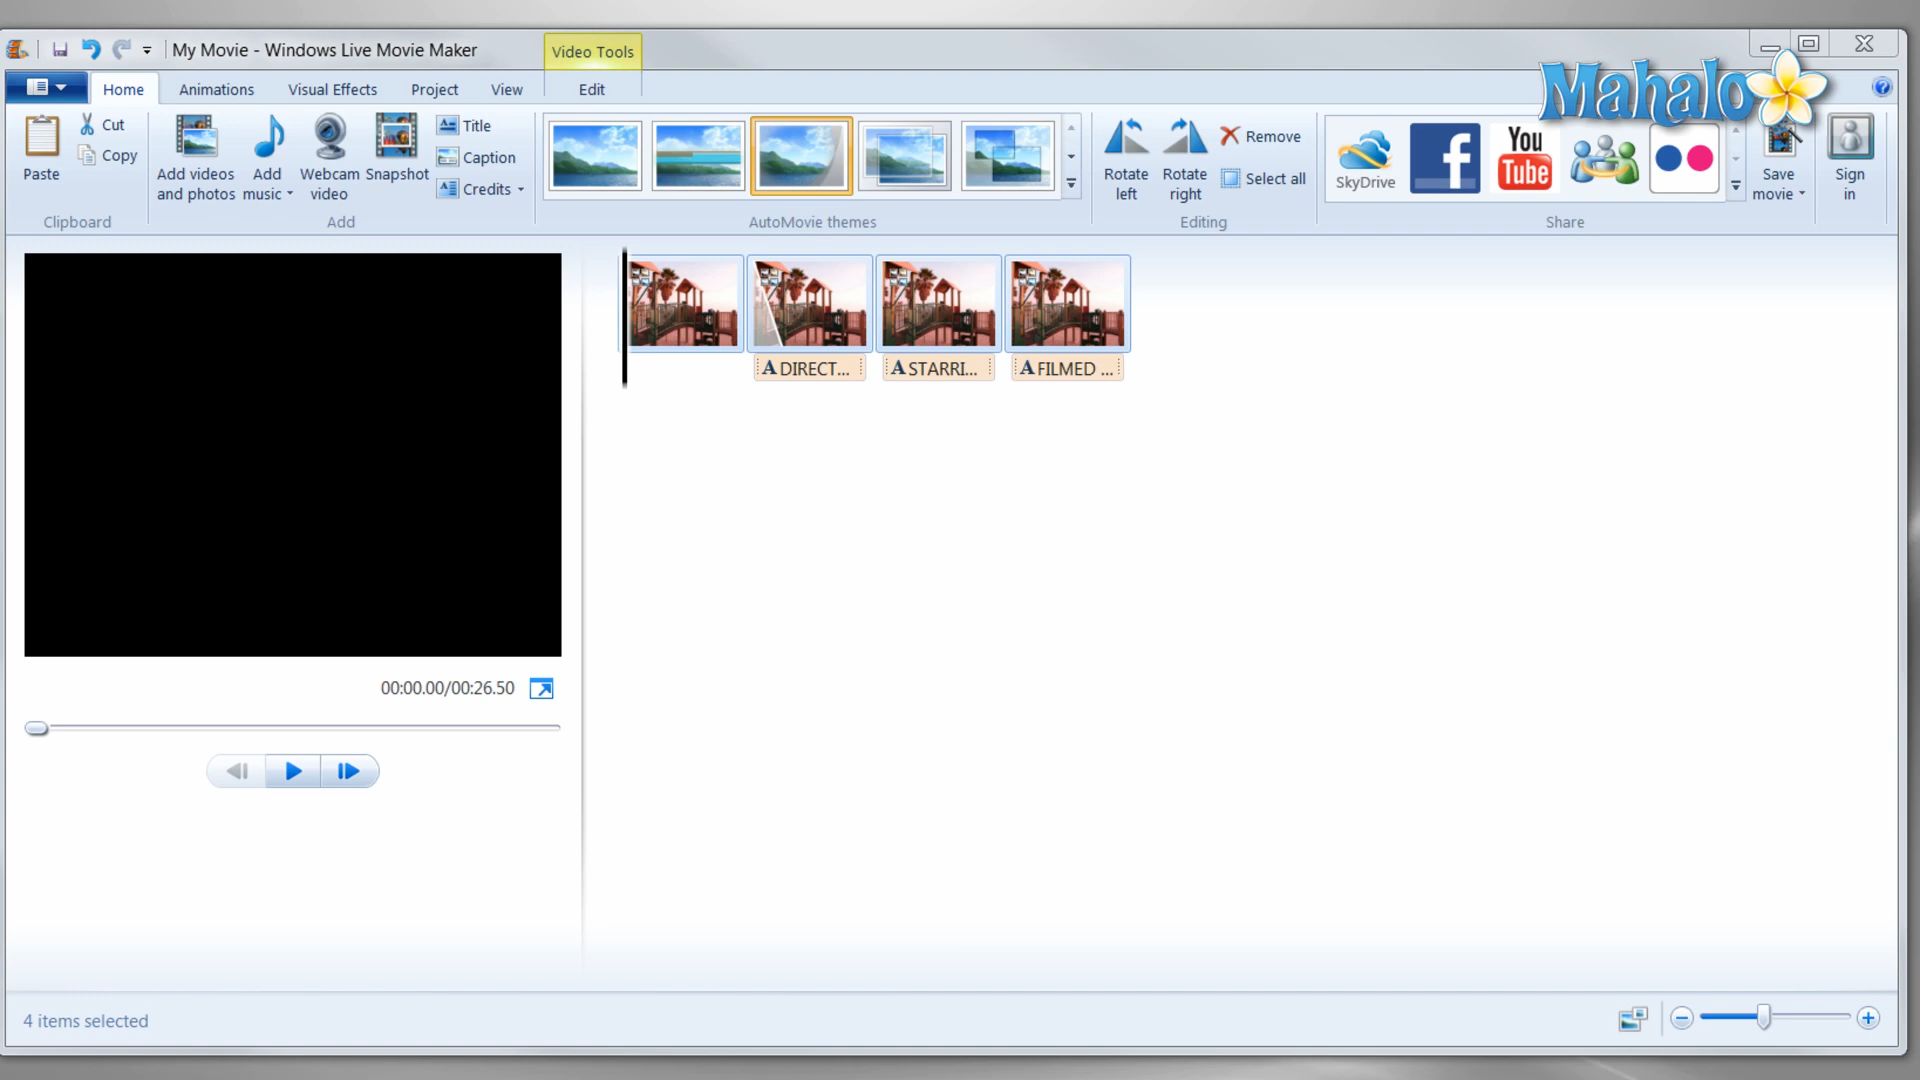 My Movie - Windows Live Movie Maker
Video Tools
Home
Animations
Visual Effects
Project
View
Edit
Mahalo
Paste
Cut
Copy
Clipboard
Add videos
and photos
Add
music
Webcam
video
Snapshot
Title
Caption
Credits
Add
AutoMovie themes
Rotate
left
Rotate
right
Remove
Select all
Editing
SkyDrive
f
You
Tube
Share
Save
movie
Sign
in
A DIRECT...
A STARRI...
A FILMED ...
00:00.00/00:26.50
4 items selected